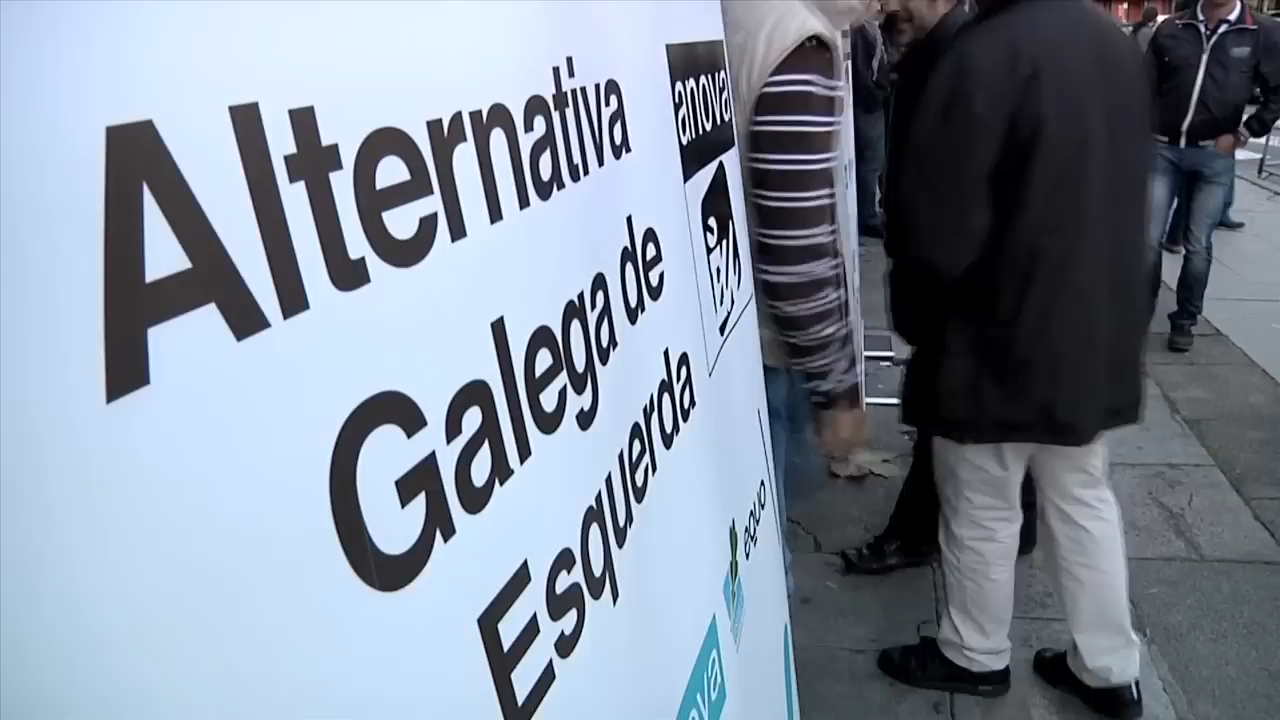 Alternativa
Galega de
Esquerda
anova
equo